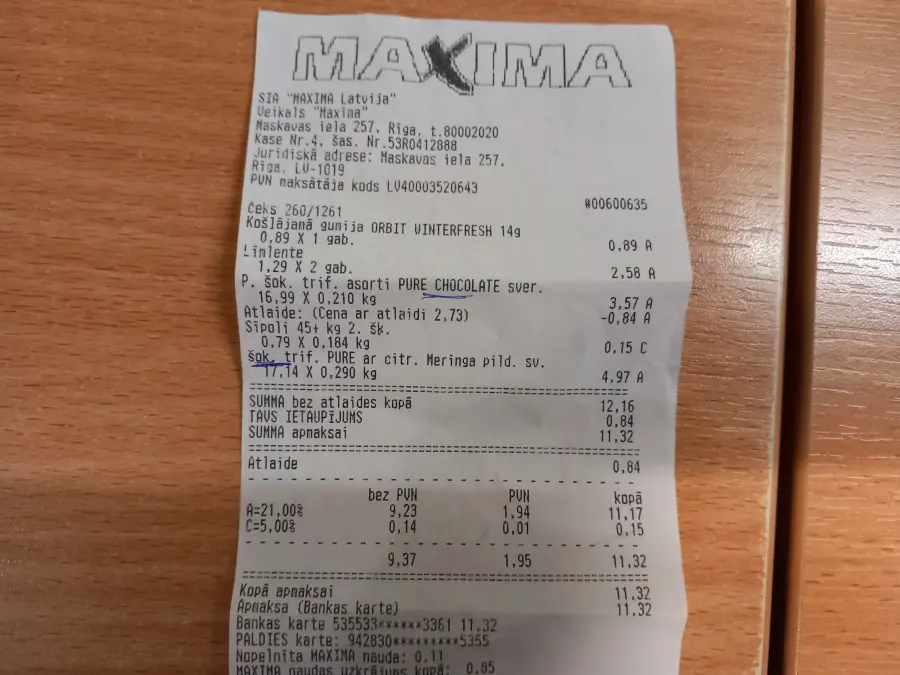 MAXIMA
SIA "MAXIMA Latvija"
Veikals "Maxima"
Maskavas iela 257, Rīga, t.80002020
Kase Nr.4, šas. Nr.53R0412888
Juridiskā adrese: Maskavas iela 257,
Rīga, LV-1019
PVN maksātāja kods LV40003520643
Čeks 260/1261 #00600635
Košļājamā gumija ORBIT WINTERFRESH 14g
0,89 X 1 gab. 0,89 A
Līmlente
1,29 X 2 gab. 2,58 A
P. šok. trif. asorti PURE CHOCOLATE sver.
16,99 X 0,210 kg 3,57 A
Atlaide: (Cena ar atlaidi 2,73) -0,84 A
Sīpoli 45+ kg 2. šķ.
0,79 X 0,184 kg 0,15 C
šok. trif. PURE ar citr. Meringa pild. sv.
17,14 X 0,290 kg 4,97 A
SUMMA bez atlaides kopā 12,16
TAVS IETAUPĪJUMS 0,84
SUMMA apmaksai 11,32
Atlaide 0,84
bez PVN PVN kopā
A=21,00% 9,23 1,94 11,17
C=5,00% 0,14 0,01 0,15
9,37 1,95 11,32
Kopā apmaksai 11,32
Apmaksa (Bankas karte) 11,32
Bankas karte 535533******3361 11,32
PALDIES karte: 942830*********5355
Nopelnītā MAXIMA nauda: 0,11
MAXIMA naudas uzkrājums kopā: 0,85